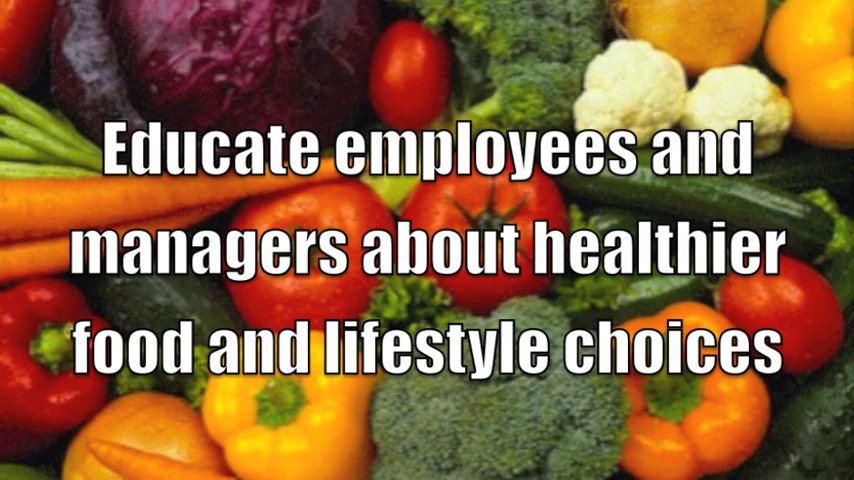 Educate employees and
managers about healthier
food and lifestyle choices